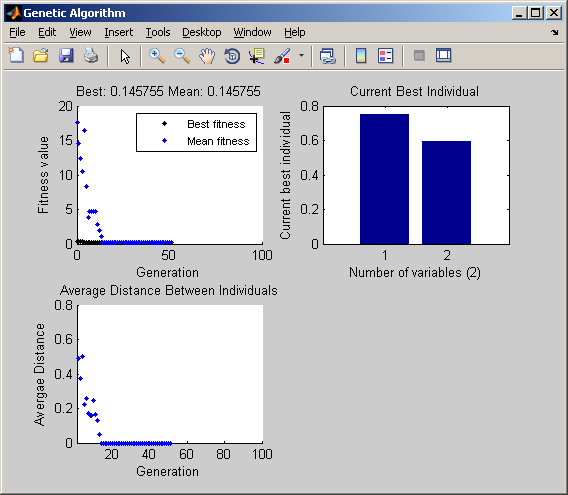 Genetic Algorithm
File Edit View Insert Tools Desktop Window Help
Best: 0.145755 Mean: 0.145755
20
15
10
5
0
Fitness value
Best fitness
Mean fitness
0 50 100
Generation
Current Best Individual
0.8
0.6
0.4
0.2
0
Current best individual
1 2
Number of variables (2)
Average Distance Between Individuals
0.8
0.6
0.4
0.2
0
Avergae Distance
20 40 60 80 100
Generation